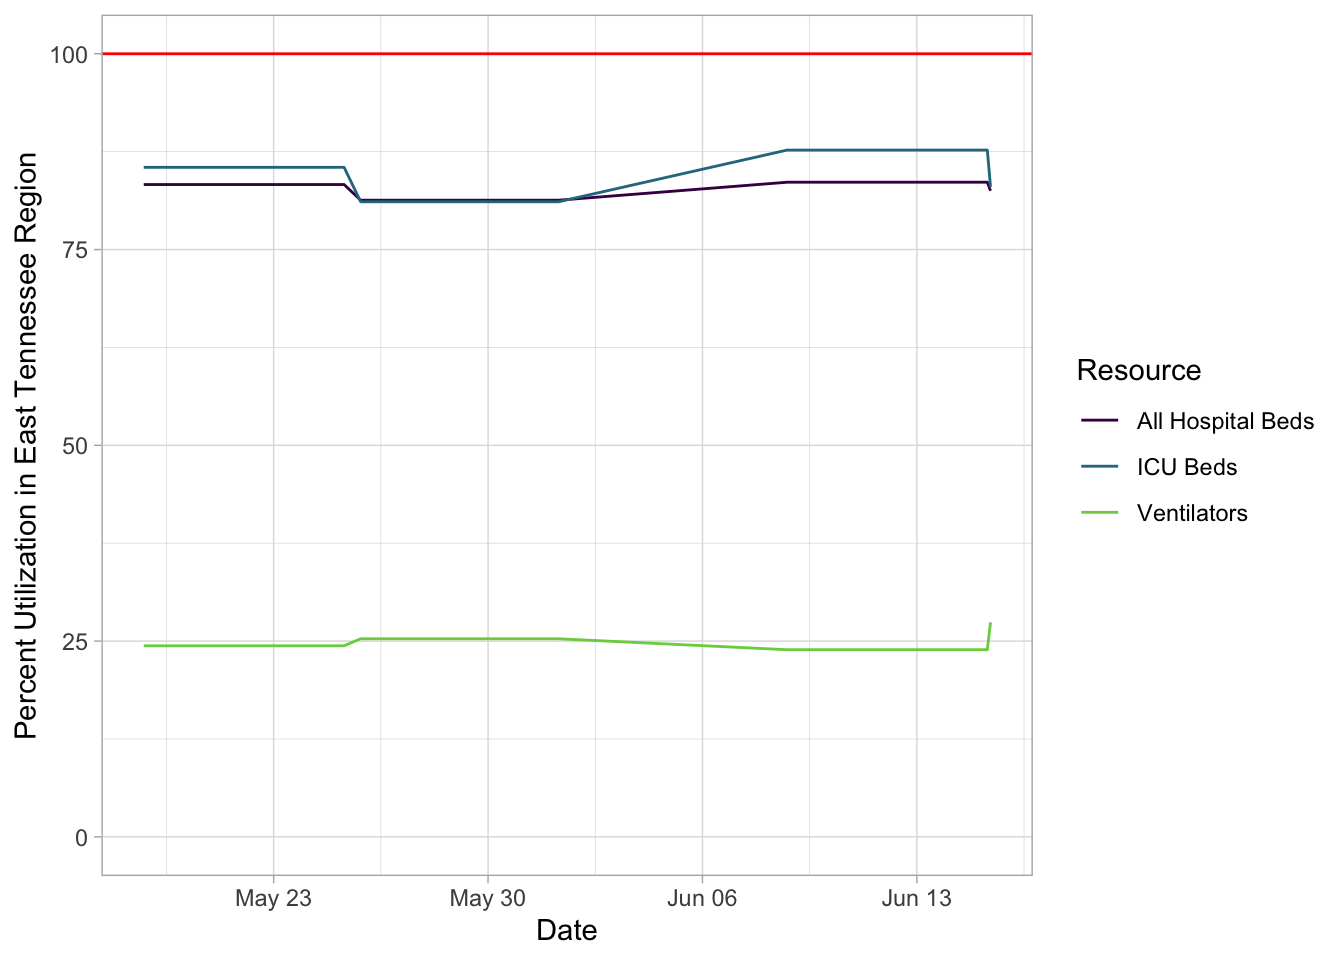 Percent Utilization in East Tennessee Region
100
75
50
25
0
May 23
May 30
Jun 06
Jun 13
Date
Resource
All Hospital Beds
ICU Beds
Ventilators